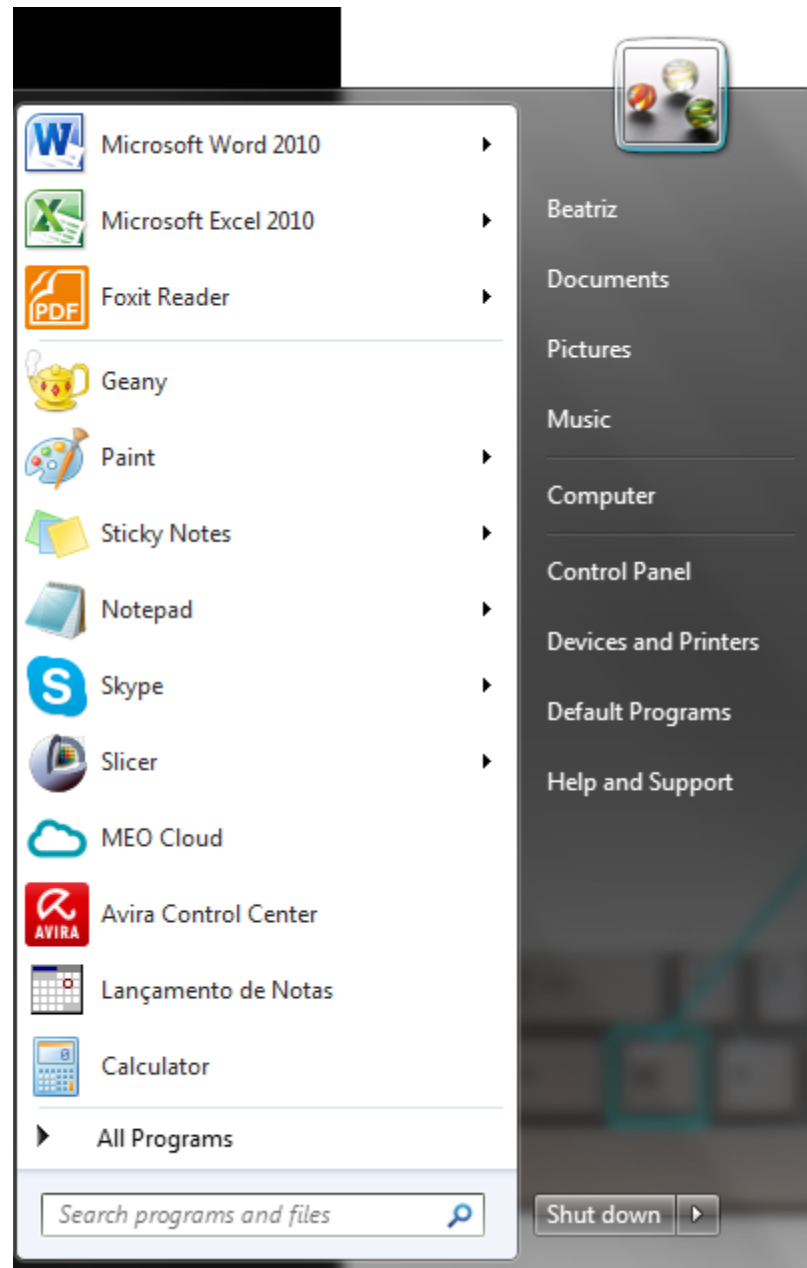 Microsoft Word 2010
Microsoft Excel 2010
PDF
Foxit Reader
Geany
Paint
Sticky Notes
Notepad
Skype
Slicer
MEO Cloud
AVIRA
Avira Control Center
Lançamento de Notas
Calculator
All Programs
Search programs and files
Beatriz
Documents
Pictures
Music
Computer
Control Panel
Devices and Printers
Default Programs
Help and Support
Shut down